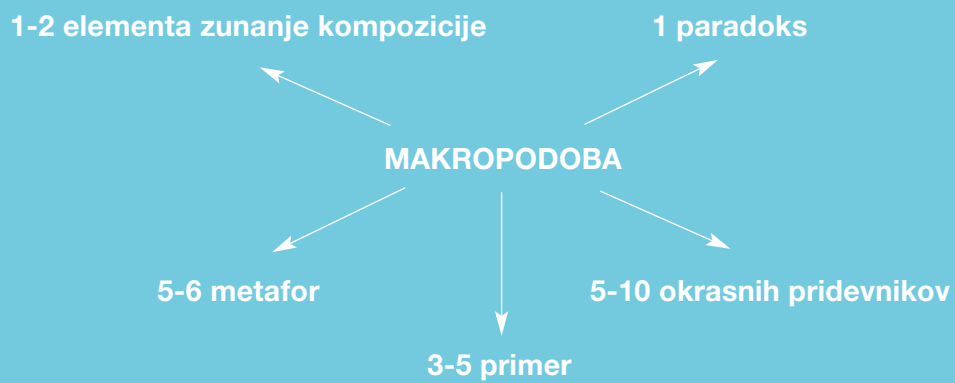 1-2 elementa zunanje kompozicije
1 paradoks
MAKROPODOBA
5-6 metafor
5-10 okrasnih pridevnikov
3-5 primer